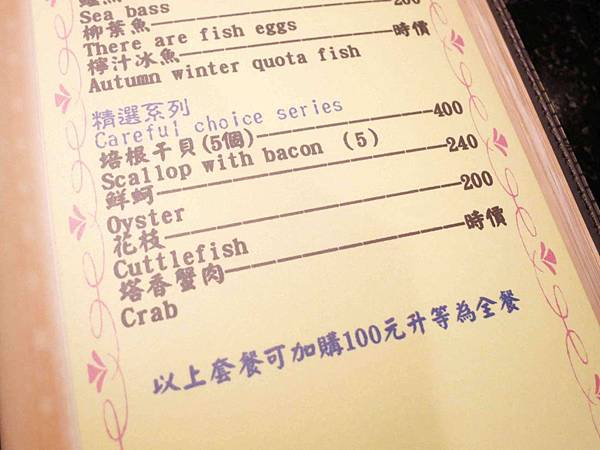 Sea bass
柳葉魚 200
There are fish eggs
檸汁冰魚 時價
Autumn winter quota fish
精選系列
Careful choice series
培根干貝(5個) 400
Scallop with bacon (5)
鮮蚵 240
Oyster
花枝 200
Cuttlefish
塔香蟹肉 時價
Crab
以上套餐可加購100元升等為全餐